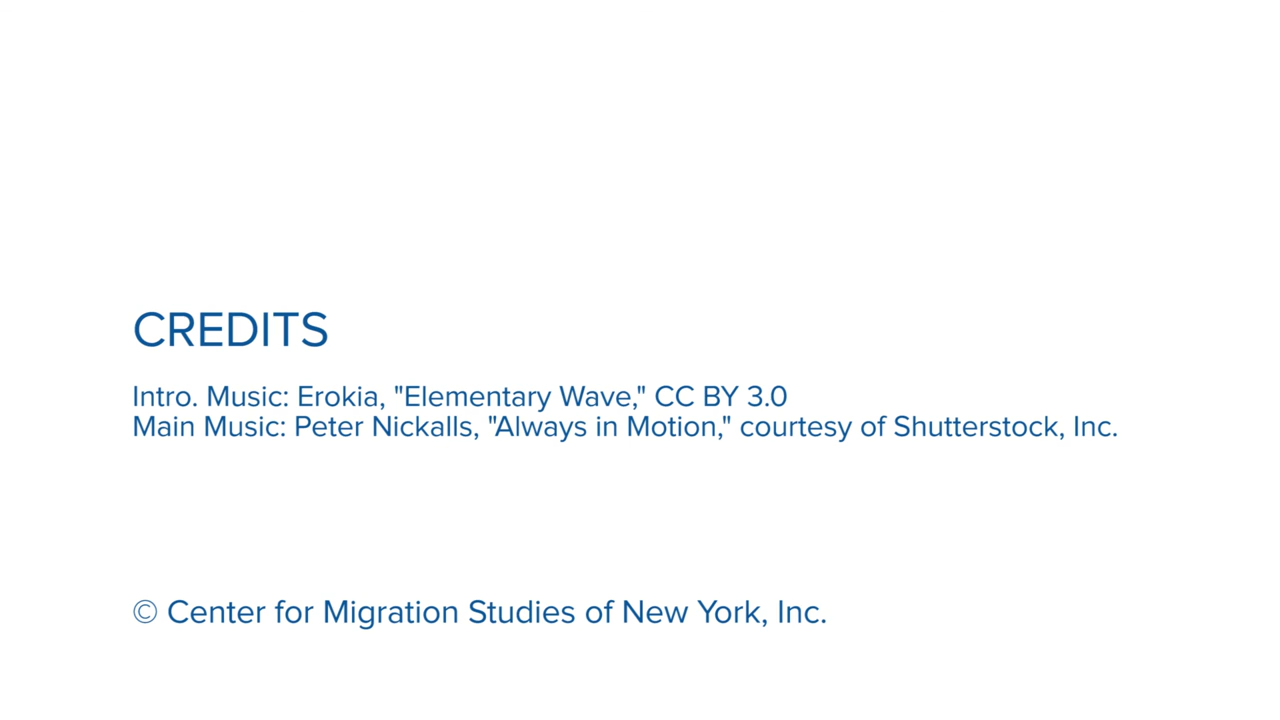 CREDITS
Intro. Music: Erokia, "Elementary Wave," CC BY 3.0
Main Music: Peter Nickalls, "Always in Motion," courtesy of Shutterstock, Inc.
© Center for Migration Studies of New York, Inc.